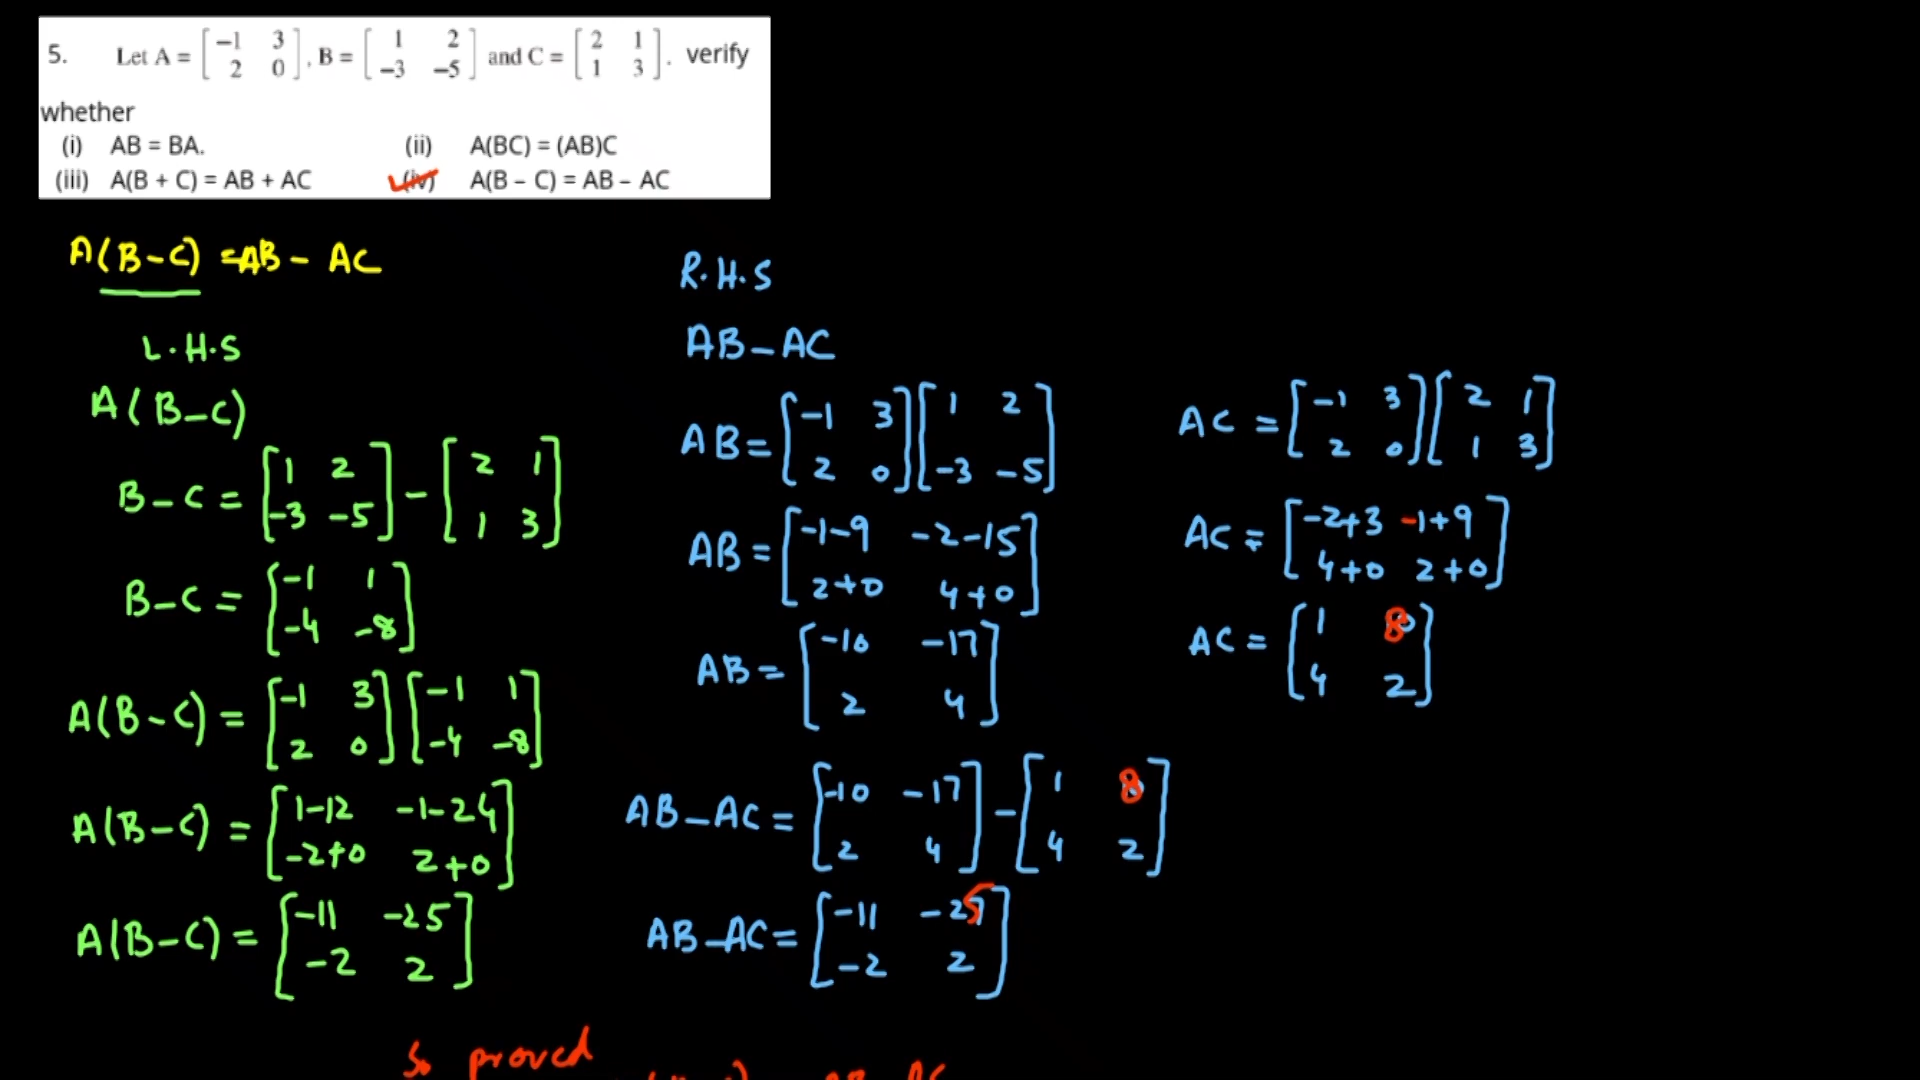 5. Let A = [−1 3; 2 0], B = [1 2; −3 −5] and C = [2 1; 1 3]. verify
whether
(i) AB = BA. (ii) A(BC) = (AB)C
(iii) A(B + C) = AB + AC (iv) A(B − C) = AB − AC
A(B−C) = AB − AC
L.H.S
A(B−C)
B−C = [1 2; −3 −5] − [2 1; 1 3]
B−C = [−1 1; −4 −8]
A(B−C) = [−1 3; 2 0] [−1 1; −4 −8]
A(B−C) = [1−12 −1−24; −2+0 2+0]
A(B−C) = [−11 −25; −2 2]
R.H.S
AB−AC
AB = [−1 3; 2 0] [1 2; −3 −5]
AB = [−1−9 −2−15; 2+0 4+0]
AB = [−10 −17; 2 4]
AB−AC = [−10 −17; 2 4] − [1 8; 4 2]
AB−AC = [−11 −25; −2 2]
AC = [−1 3; 2 0] [2 1; 1 3]
AC = [−2+3 −1+9; 4+0 2+0]
AC = [1 8; 4 2]
So proved